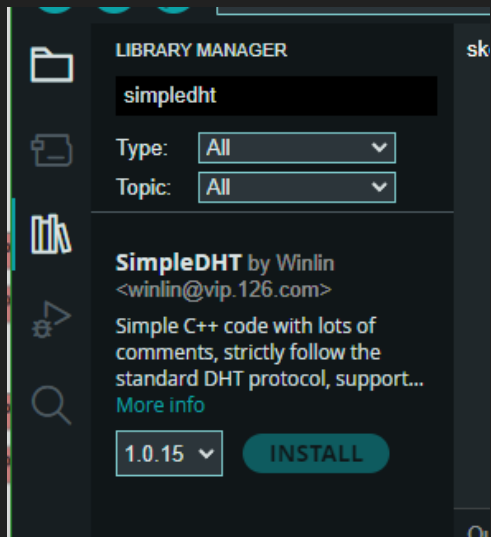 LIBRARY MANAGER
simpledht
Type: All
Topic: All
SimpleDHT by Winlin
<winlin@vip.126.com>
Simple C++ code with lots of
comments, strictly follow the
standard DHT protocol, support...
More info
1.0.15 INSTALL